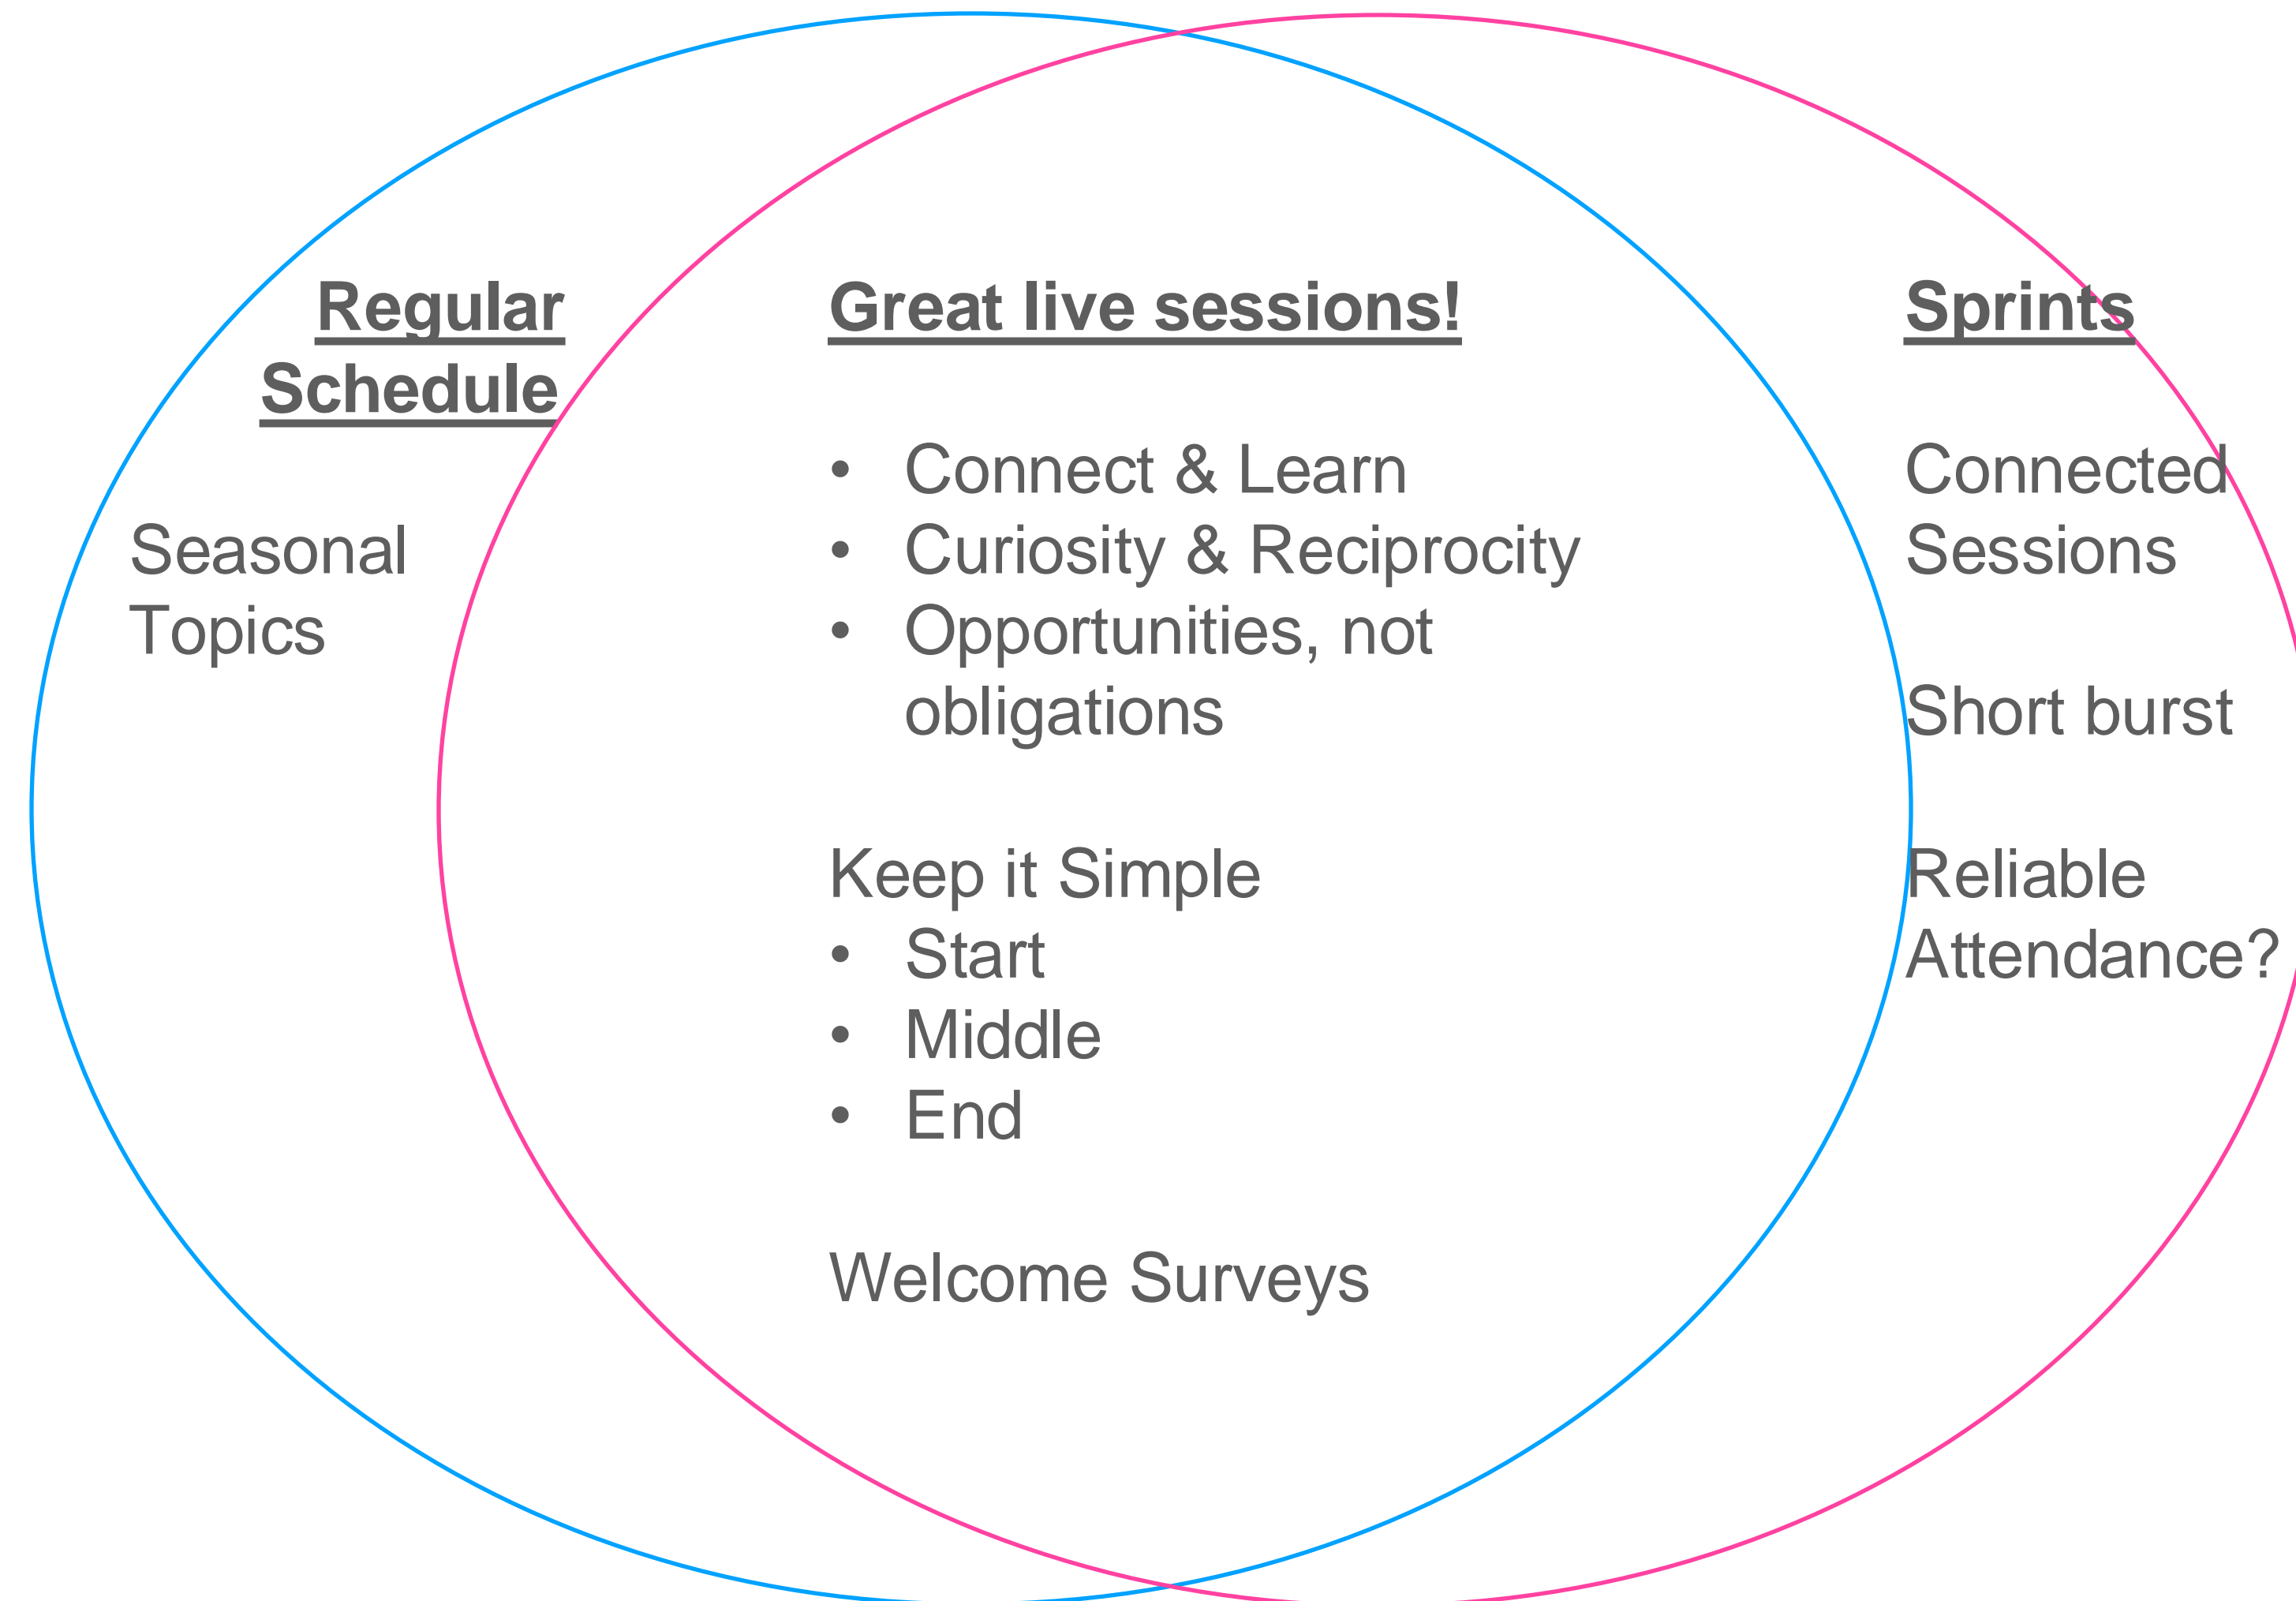 Regular
Schedule
Seasonal
Topics
Great live sessions!
• Connect & Learn
• Curiosity & Reciprocity
• Opportunities, not
obligations
Keep it Simple
• Start
• Middle
• End
Welcome Surveys
Sprints
Connected
Sessions
Short burst
Reliable
Attendance?